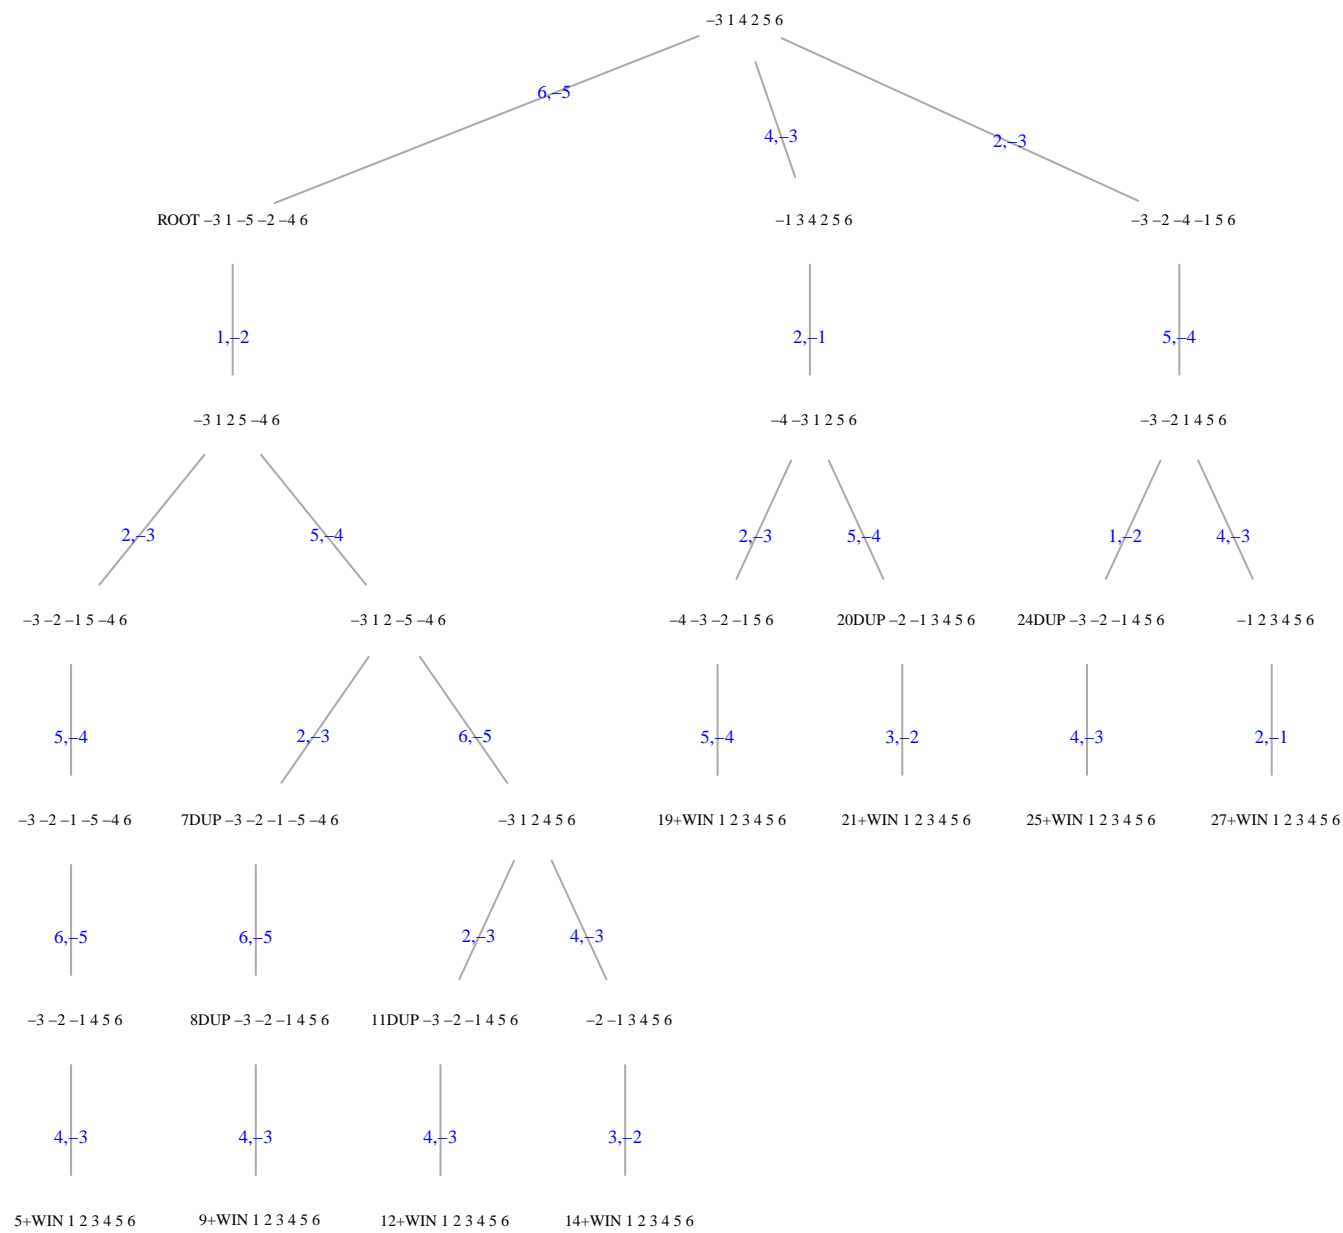 −3 1 4 2 5 6
6,−5
4,−3
2,−3
ROOT −3 1 −5 −2 −4 6
−1 3 4 2 5 6
−3 −2 −4 −1 5 6
1,−2
2,−1
5,−4
−3 1 2 5 −4 6
−4 −3 1 2 5 6
−3 −2 1 4 5 6
2,−3
5,−4
2,−3
5,−4
1,−2
4,−3
−3 −2 −1 5 −4 6
−3 1 2 −5 −4 6
−4 −3 −2 −1 5 6
20DUP −2 −1 3 4 5 6
24DUP −3 −2 −1 4 5 6
−1 2 3 4 5 6
5,−4
2,−3
6,−5
5,−4
3,−2
4,−3
2,−1
−3 −2 −1 −5 −4 6
7DUP −3 −2 −1 −5 −4 6
−3 1 2 4 5 6
19+WIN 1 2 3 4 5 6
21+WIN 1 2 3 4 5 6
25+WIN 1 2 3 4 5 6
27+WIN 1 2 3 4 5 6
6,−5
6,−5
2,−3
4,−3
−3 −2 −1 4 5 6
8DUP −3 −2 −1 4 5 6
11DUP −3 −2 −1 4 5 6
−2 −1 3 4 5 6
4,−3
4,−3
4,−3
3,−2
5+WIN 1 2 3 4 5 6
9+WIN 1 2 3 4 5 6
12+WIN 1 2 3 4 5 6
14+WIN 1 2 3 4 5 6